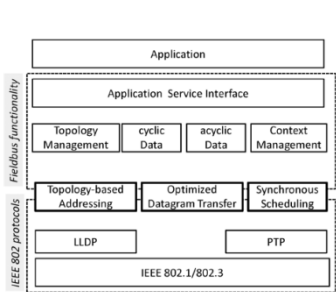 Application
Fieldbus functionality
Application Service Interface
Topology
Management
cyclic
Data
acyclic
Data
Context
Management
Topology-based
Addressing
Optimized
Datagram Transfer
Synchronous
Scheduling
IEEE 802 protocols
LLDP
PTP
IEEE 802.1/802.3